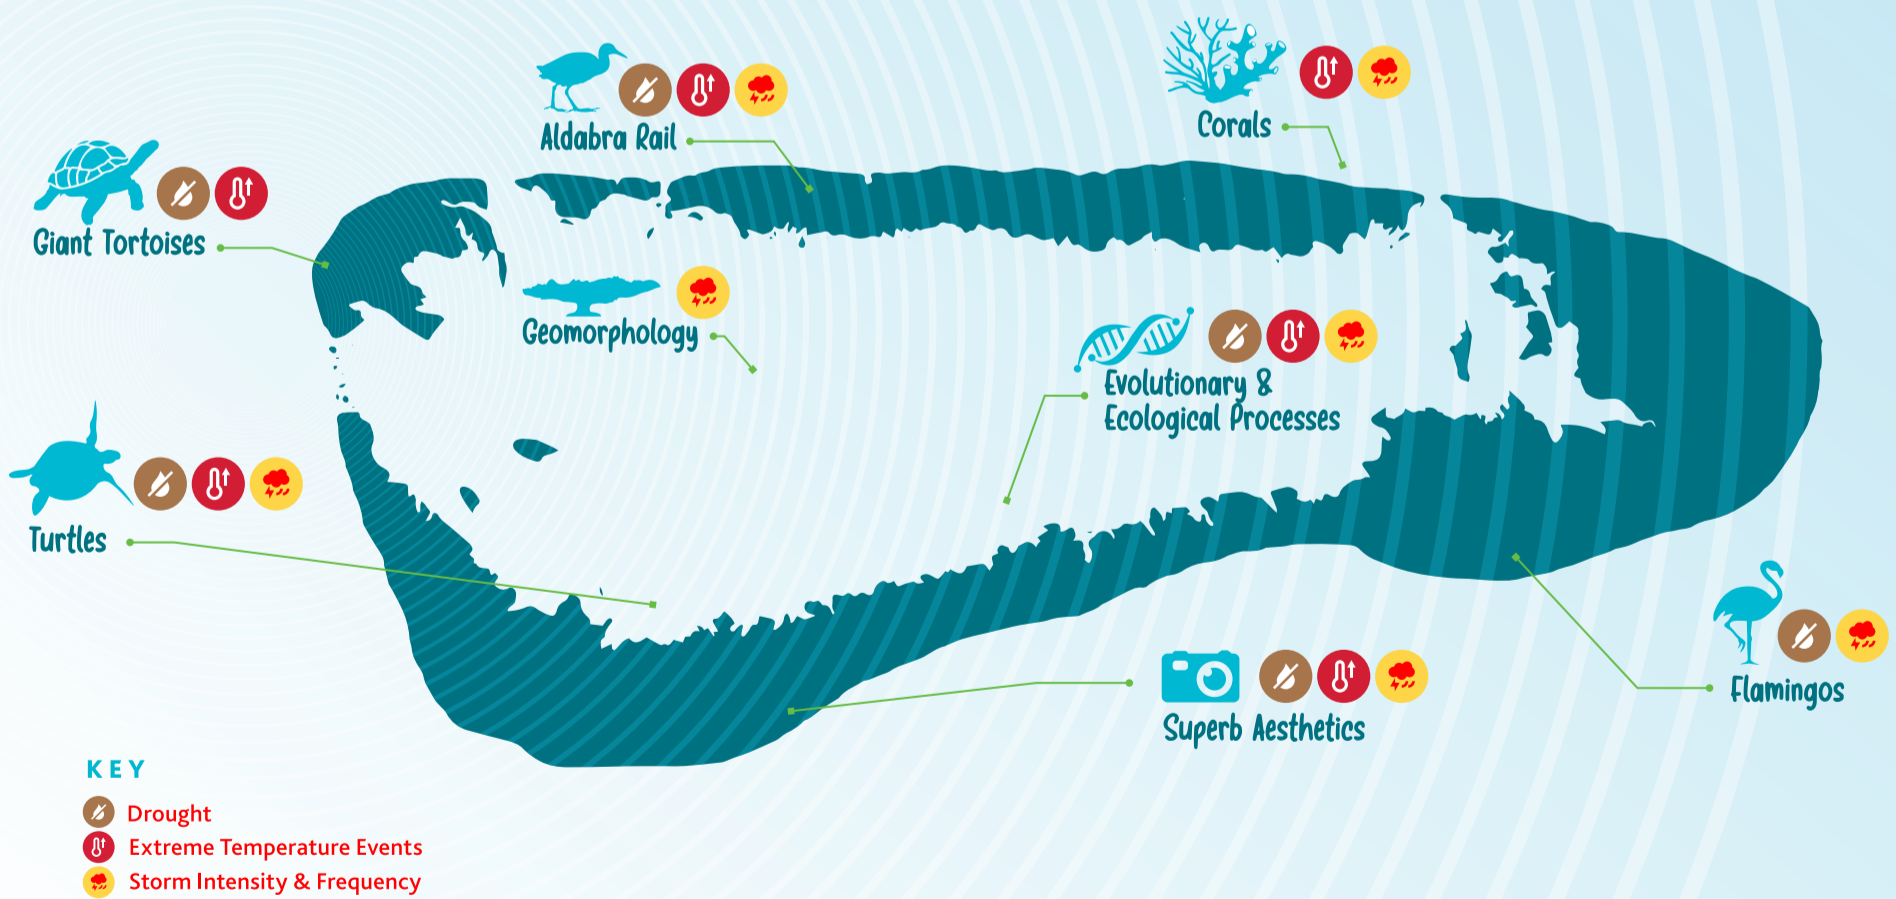 Corals
Aldabra Rail
Giant Tortoises
Geomorphology
Evolutionary &
Ecological Processes
Turtles
Flamingos
Superb Aesthetics
KEY
Drought
Extreme Temperature Events
Storm Intensity & Frequency